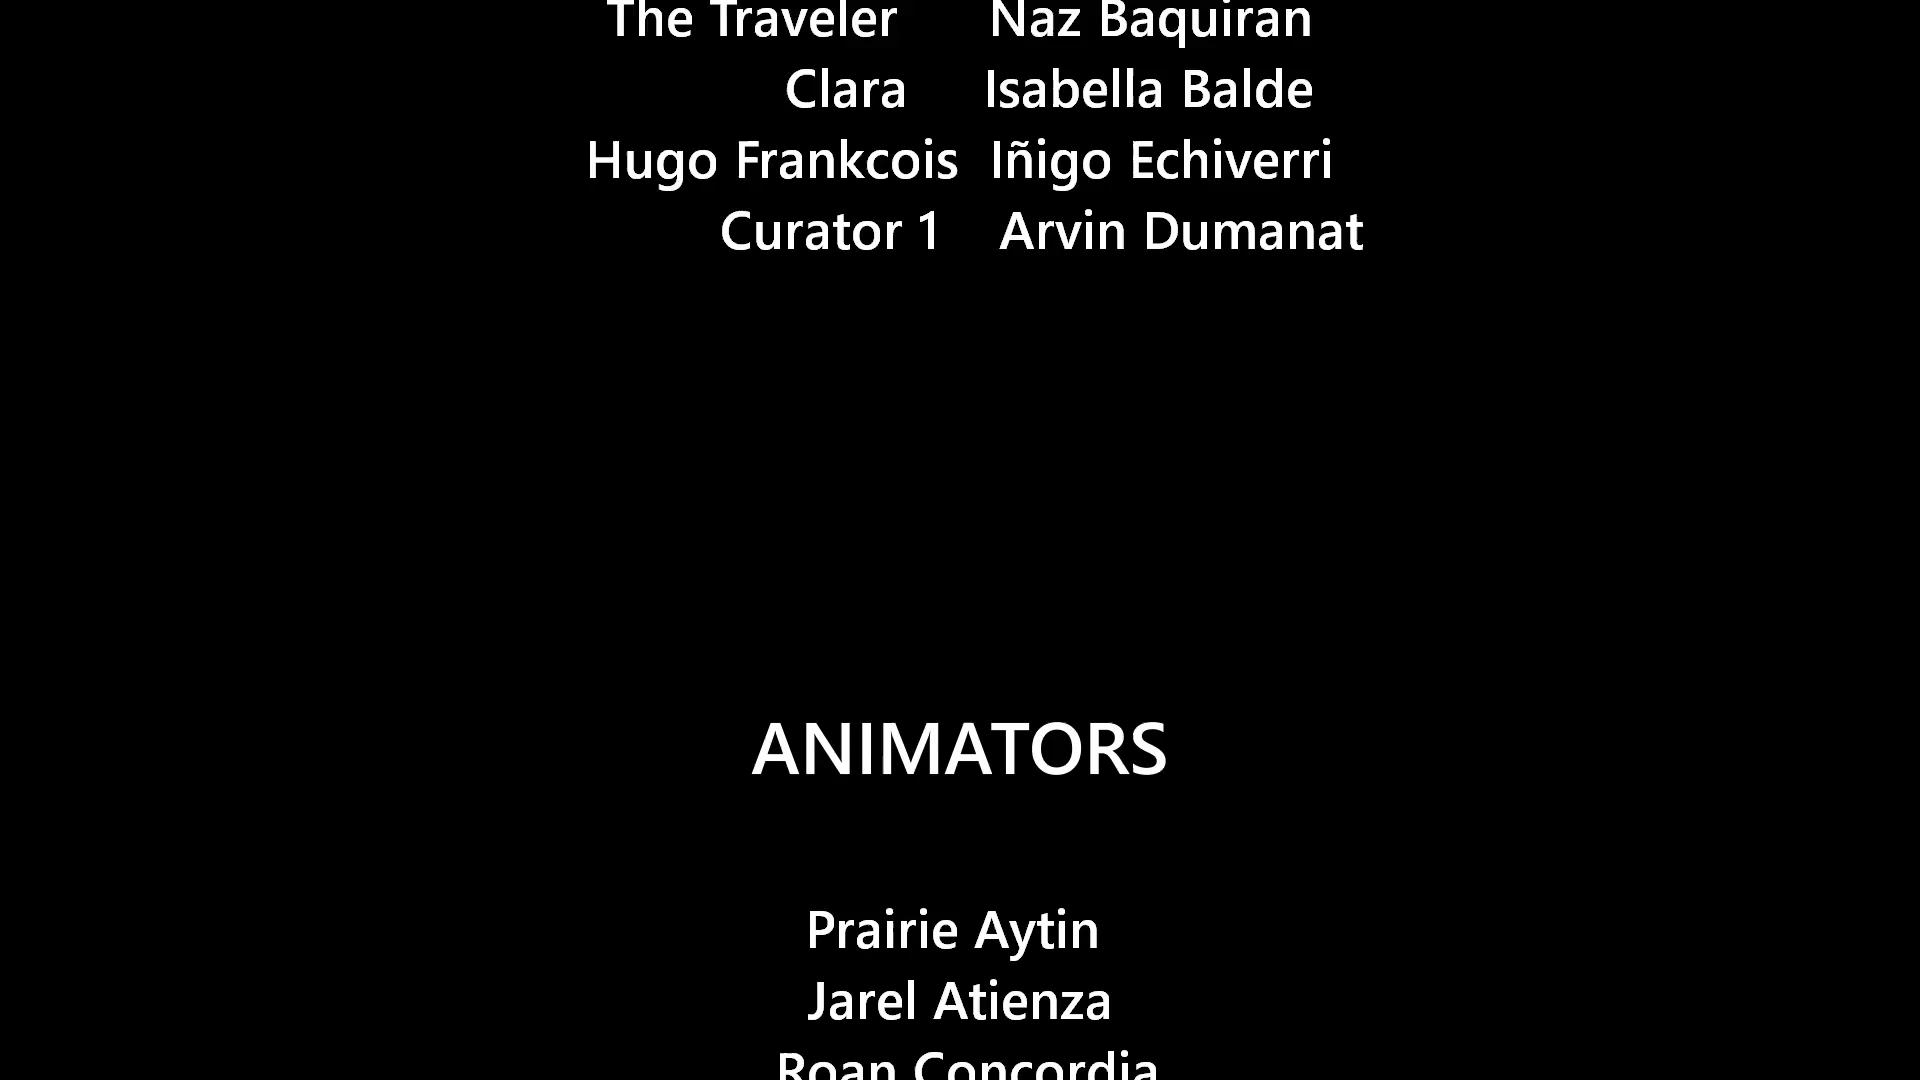 The Traveler Naz Baquiran
Clara Isabella Balde
Hugo Frankcois Iñigo Echiverri
Curator 1 Arvin Dumanat
ANIMATORS
Prairie Aytin
Jarel Atienza
Roan Concordia